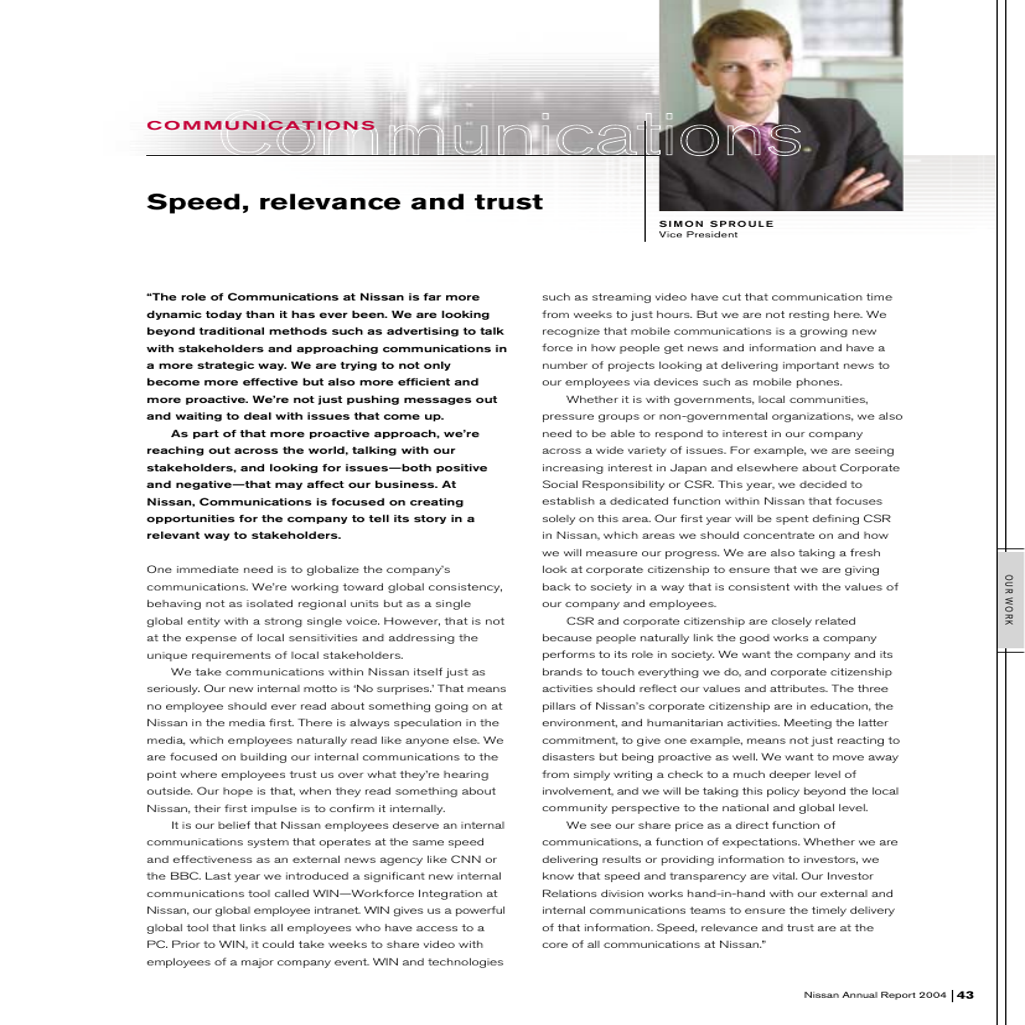 COMMUNICATIONS
Communications
Speed, relevance and trust
SIMON SPROULE
Vice President
“The role of Communications at Nissan is far more
dynamic today than it has ever been. We are looking
beyond traditional methods such as advertising to talk
with stakeholders and approaching communications in
a more strategic way. We are trying to not only
become more effective but also more efficient and
more proactive. We’re not just pushing messages out
and waiting to deal with issues that come up.
As part of that more proactive approach, we’re
reaching out across the world, talking with our
stakeholders, and looking for issues—both positive
and negative—that may affect our business. At
Nissan, Communications is focused on creating
opportunities for the company to tell its story in a
relevant way to stakeholders.
One immediate need is to globalize the company’s
communications. We’re working toward global consistency,
behaving not as isolated regional units but as a single
global entity with a strong single voice. However, that is not
at the expense of local sensitivities and addressing the
unique requirements of local stakeholders.
We take communications within Nissan itself just as
seriously. Our new internal motto is ‘No surprises.’ That means
no employee should ever read about something going on at
Nissan in the media first. There is always speculation in the
media, which employees naturally read like anyone else. We
are focused on building our internal communications to the
point where employees trust us over what they’re hearing
outside. Our hope is that, when they read something about
Nissan, their first impulse is to confirm it internally.
It is our belief that Nissan employees deserve an internal
communications system that operates at the same speed
and effectiveness as an external news agency like CNN or
the BBC. Last year we introduced a significant new internal
communications tool called WIN—Workforce Integration at
Nissan, our global employee intranet. WIN gives us a powerful
global tool that links all employees who have access to a
PC. Prior to WIN, it could take weeks to share video with
employees of a major company event. WIN and technologies
such as streaming video have cut that communication time
from weeks to just hours. But we are not resting here. We
recognize that mobile communications is a growing new
force in how people get news and information and have a
number of projects looking at delivering important news to
our employees via devices such as mobile phones.
Whether it is with governments, local communities,
pressure groups or non-governmental organizations, we also
need to be able to respond to interest in our company
across a wide variety of issues. For example, we are seeing
increasing interest in Japan and elsewhere about Corporate
Social Responsibility or CSR. This year, we decided to
establish a dedicated function within Nissan that focuses
solely on this area. Our first year will be spent defining CSR
in Nissan, which areas we should concentrate on and how
we will measure our progress. We are also taking a fresh
look at corporate citizenship to ensure that we are giving
back to society in a way that is consistent with the values of
our company and employees.
CSR and corporate citizenship are closely related
because people naturally link the good works a company
performs to its role in society. We want the company and its
brands to touch everything we do, and corporate citizenship
activities should reflect our values and attributes. The three
pillars of Nissan’s corporate citizenship are in education, the
environment, and humanitarian activities. Meeting the latter
commitment, to give one example, means not just reacting to
disasters but being proactive as well. We want to move away
from simply writing a check to a much deeper level of
involvement, and we will be taking this policy beyond the local
community perspective to the national and global level.
We see our share price as a direct function of
communications, a function of expectations. Whether we are
delivering results or providing information to investors, we
know that speed and transparency are vital. Our Investor
Relations division works hand-in-hand with our external and
internal communications teams to ensure the timely delivery
of that information. Speed, relevance and trust are at the
core of all communications at Nissan.”
OUR WORK
Nissan Annual Report 2004 43